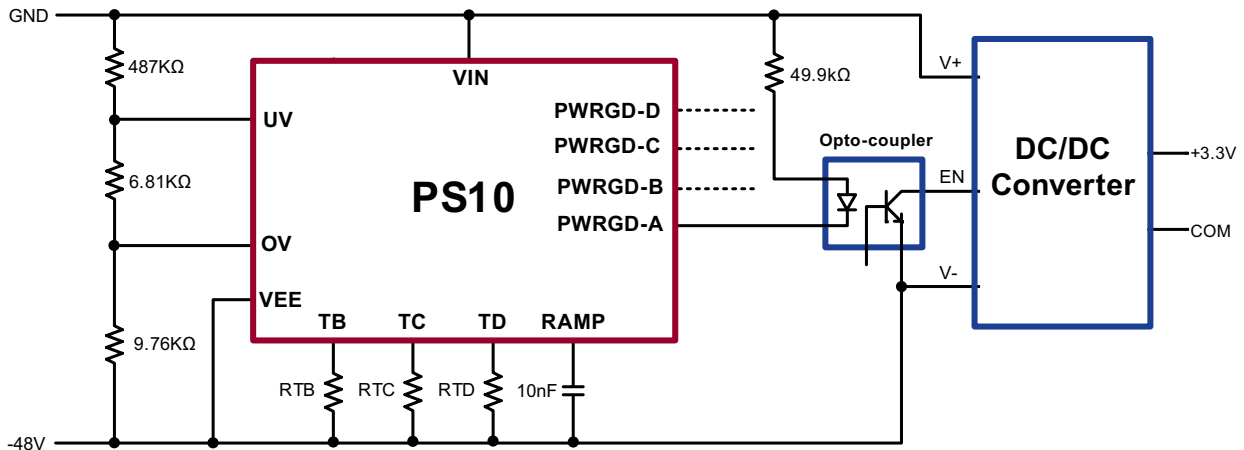 GND
487KΩ
6.81KΩ
9.76KΩ
-48V
VIN
UV
OV
VEE
PS10
PWRGD-D
PWRGD-C
PWRGD-B
PWRGD-A
TB
TC
TD
RAMP
RTB
RTC
RTD
10nF
49.9kΩ
Opto-coupler
V+
EN
V-
DC/DC
Converter
+3.3V
COM